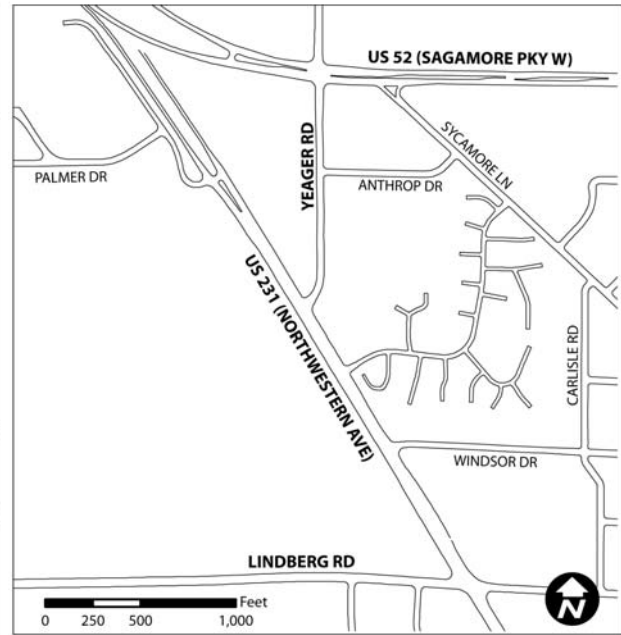 US 52 (SAGAMORE PKY W)
SYCAMORE LN
YEAGER RD
PALMER DR
ANTHROP DR
US 231 (NORTHWESTERN AVE)
CARLISLE RD
WINDSOR DR
LINDBERG RD
Feet
0 250 500 1,000
N